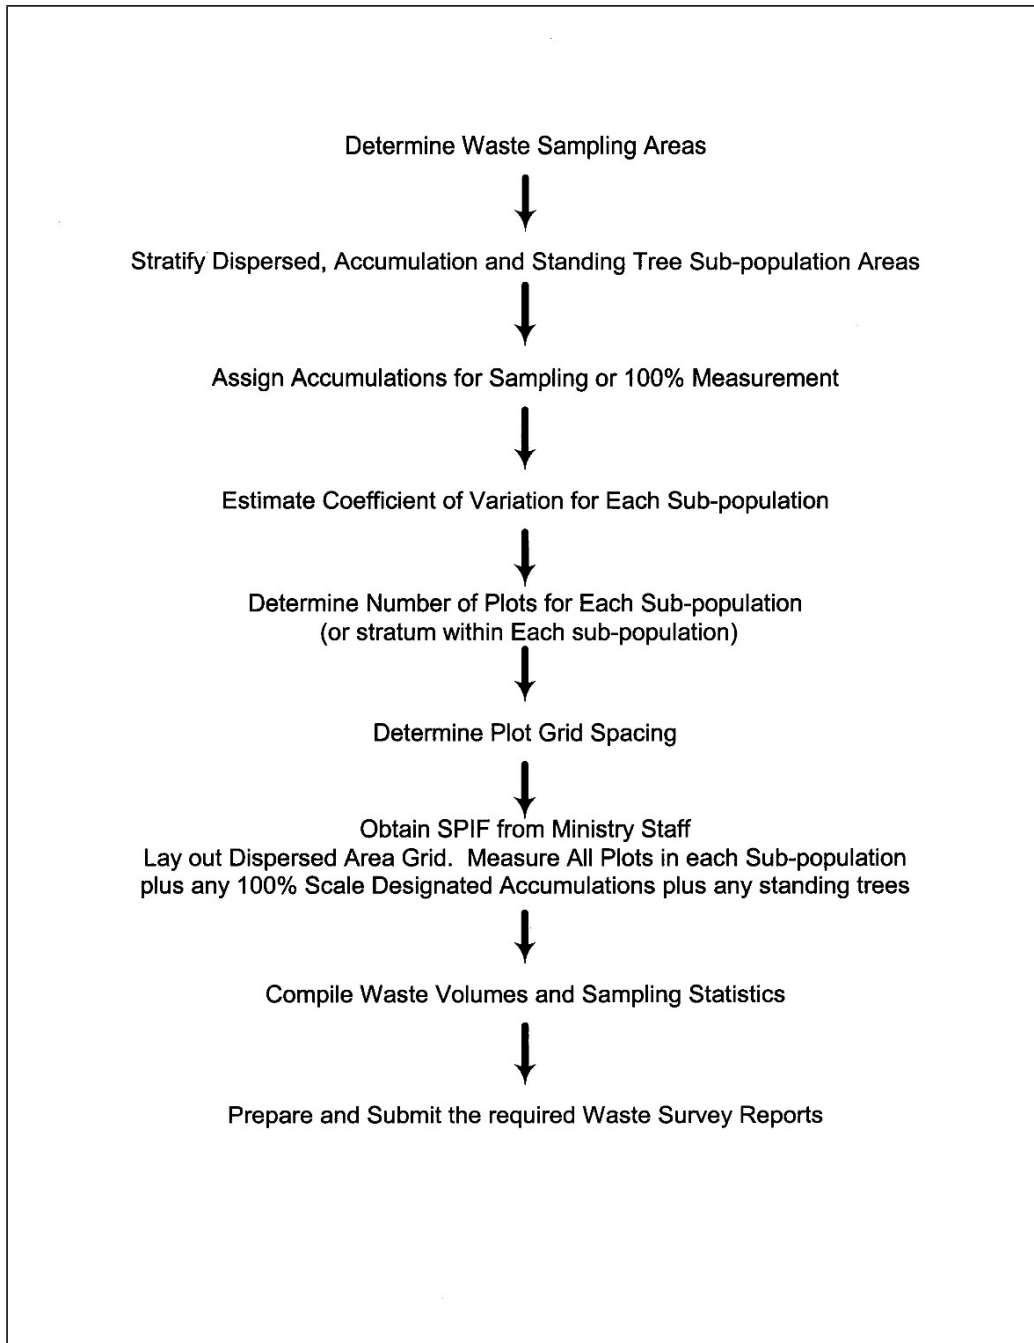 Determine Waste Sampling Areas
Stratify Dispersed, Accumulation and Standing Tree Sub-population Areas
Assign Accumulations for Sampling or 100% Measurement
Estimate Coefficient of Variation for Each Sub-population
Determine Number of Plots for Each Sub-population
(or stratum within Each sub-population)
Determine Plot Grid Spacing
Obtain SPIF from Ministry Staff
Lay out Dispersed Area Grid.  Measure All Plots in each Sub-population
plus any 100% Scale Designated Accumulations plus any standing trees
Compile Waste Volumes and Sampling Statistics
Prepare and Submit the required Waste Survey Reports